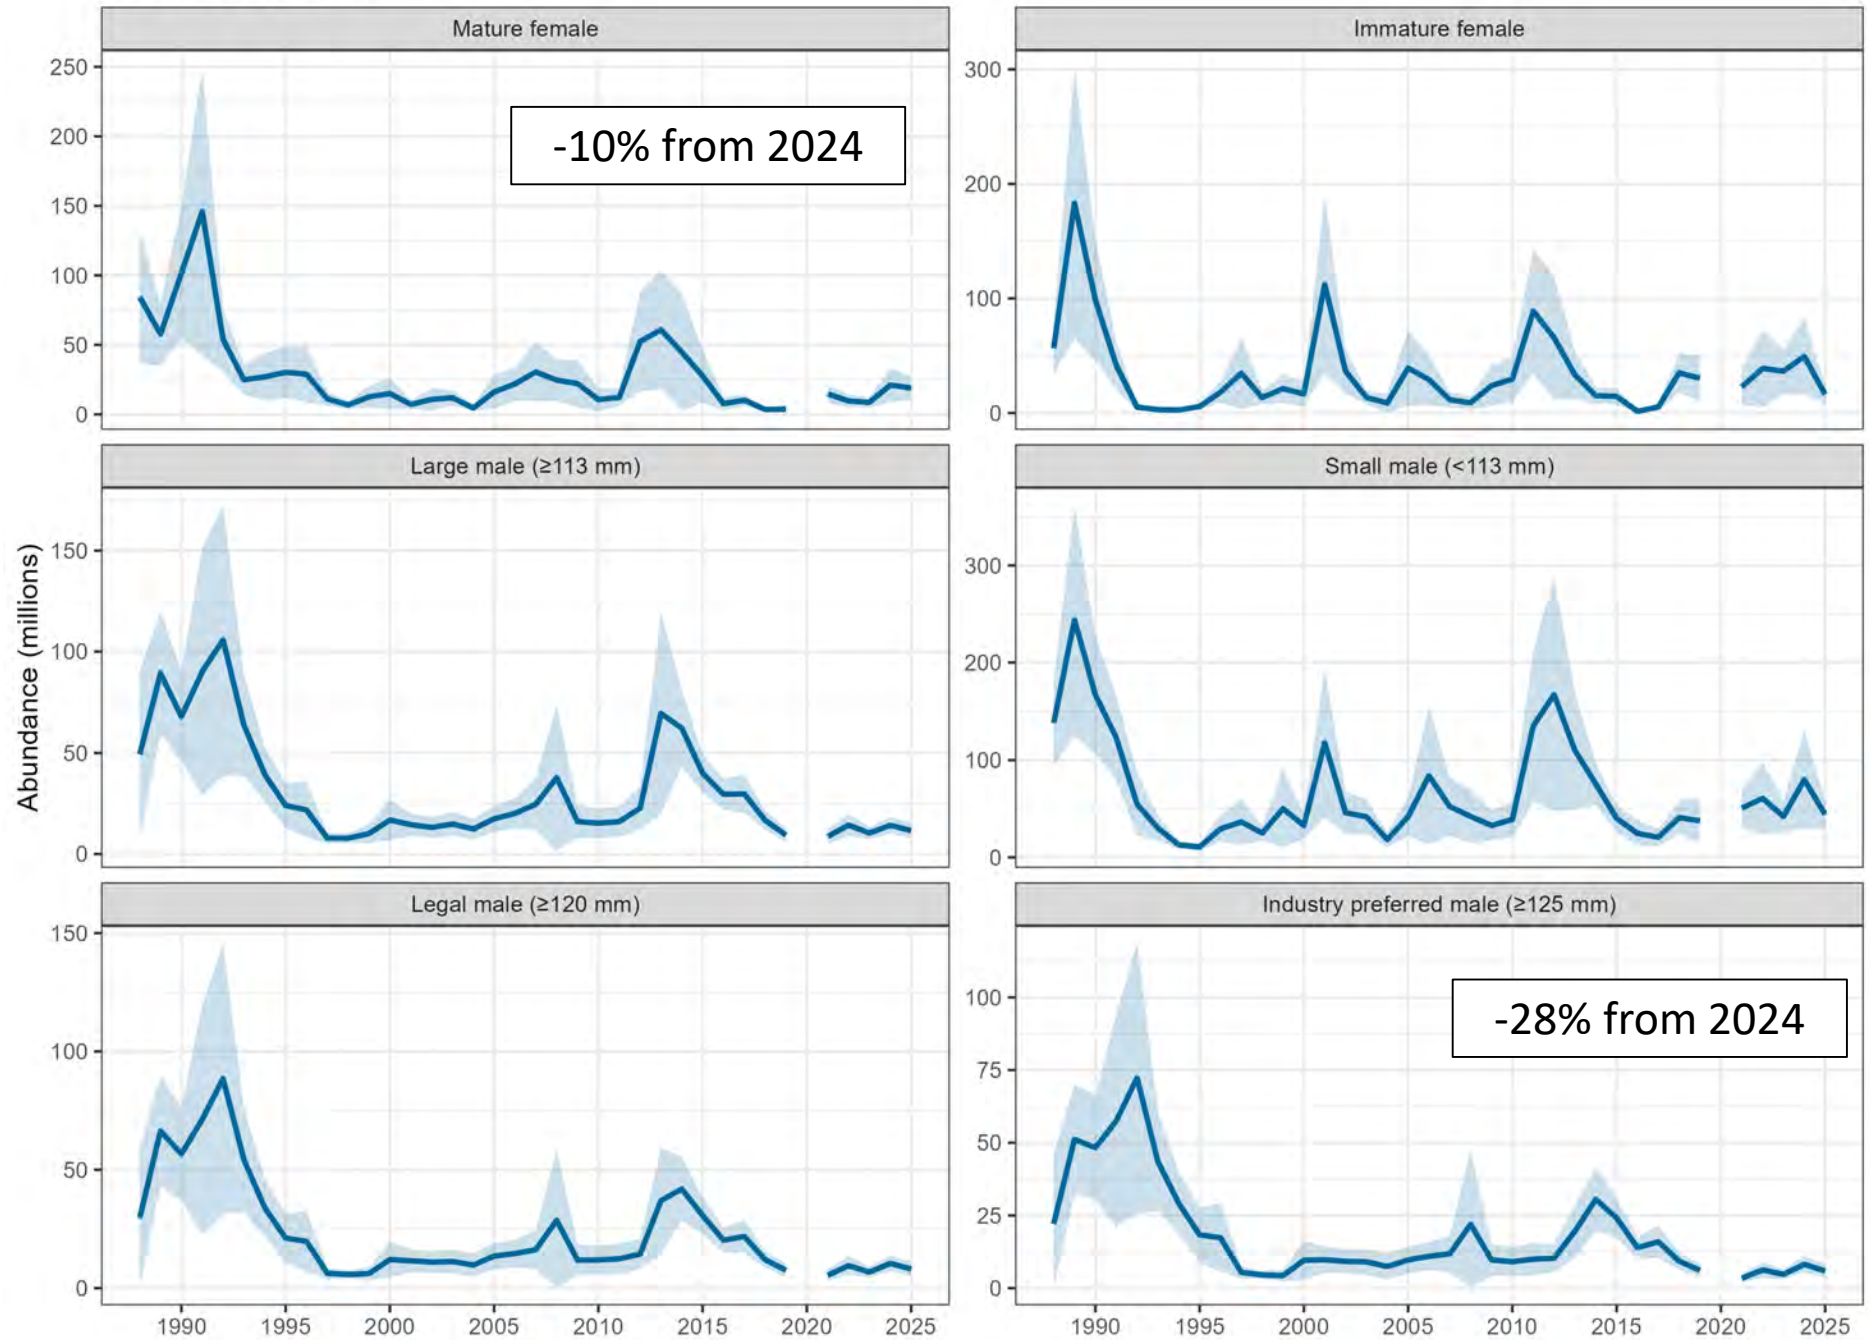 Mature female
Immature female
250
200
150
100
50
0
-10% from 2024
300
200
100
0
Large male (≥113 mm)
Small male (<113 mm)
Abundance (millions)
150
100
50
0
300
200
100
0
Legal male (≥120 mm)
Industry preferred male (≥125 mm)
150
100
50
0
100
75
50
25
0
-28% from 2024
1990 1995 2000 2005 2010 2015 2020 2025
1990 1995 2000 2005 2010 2015 2020 2025